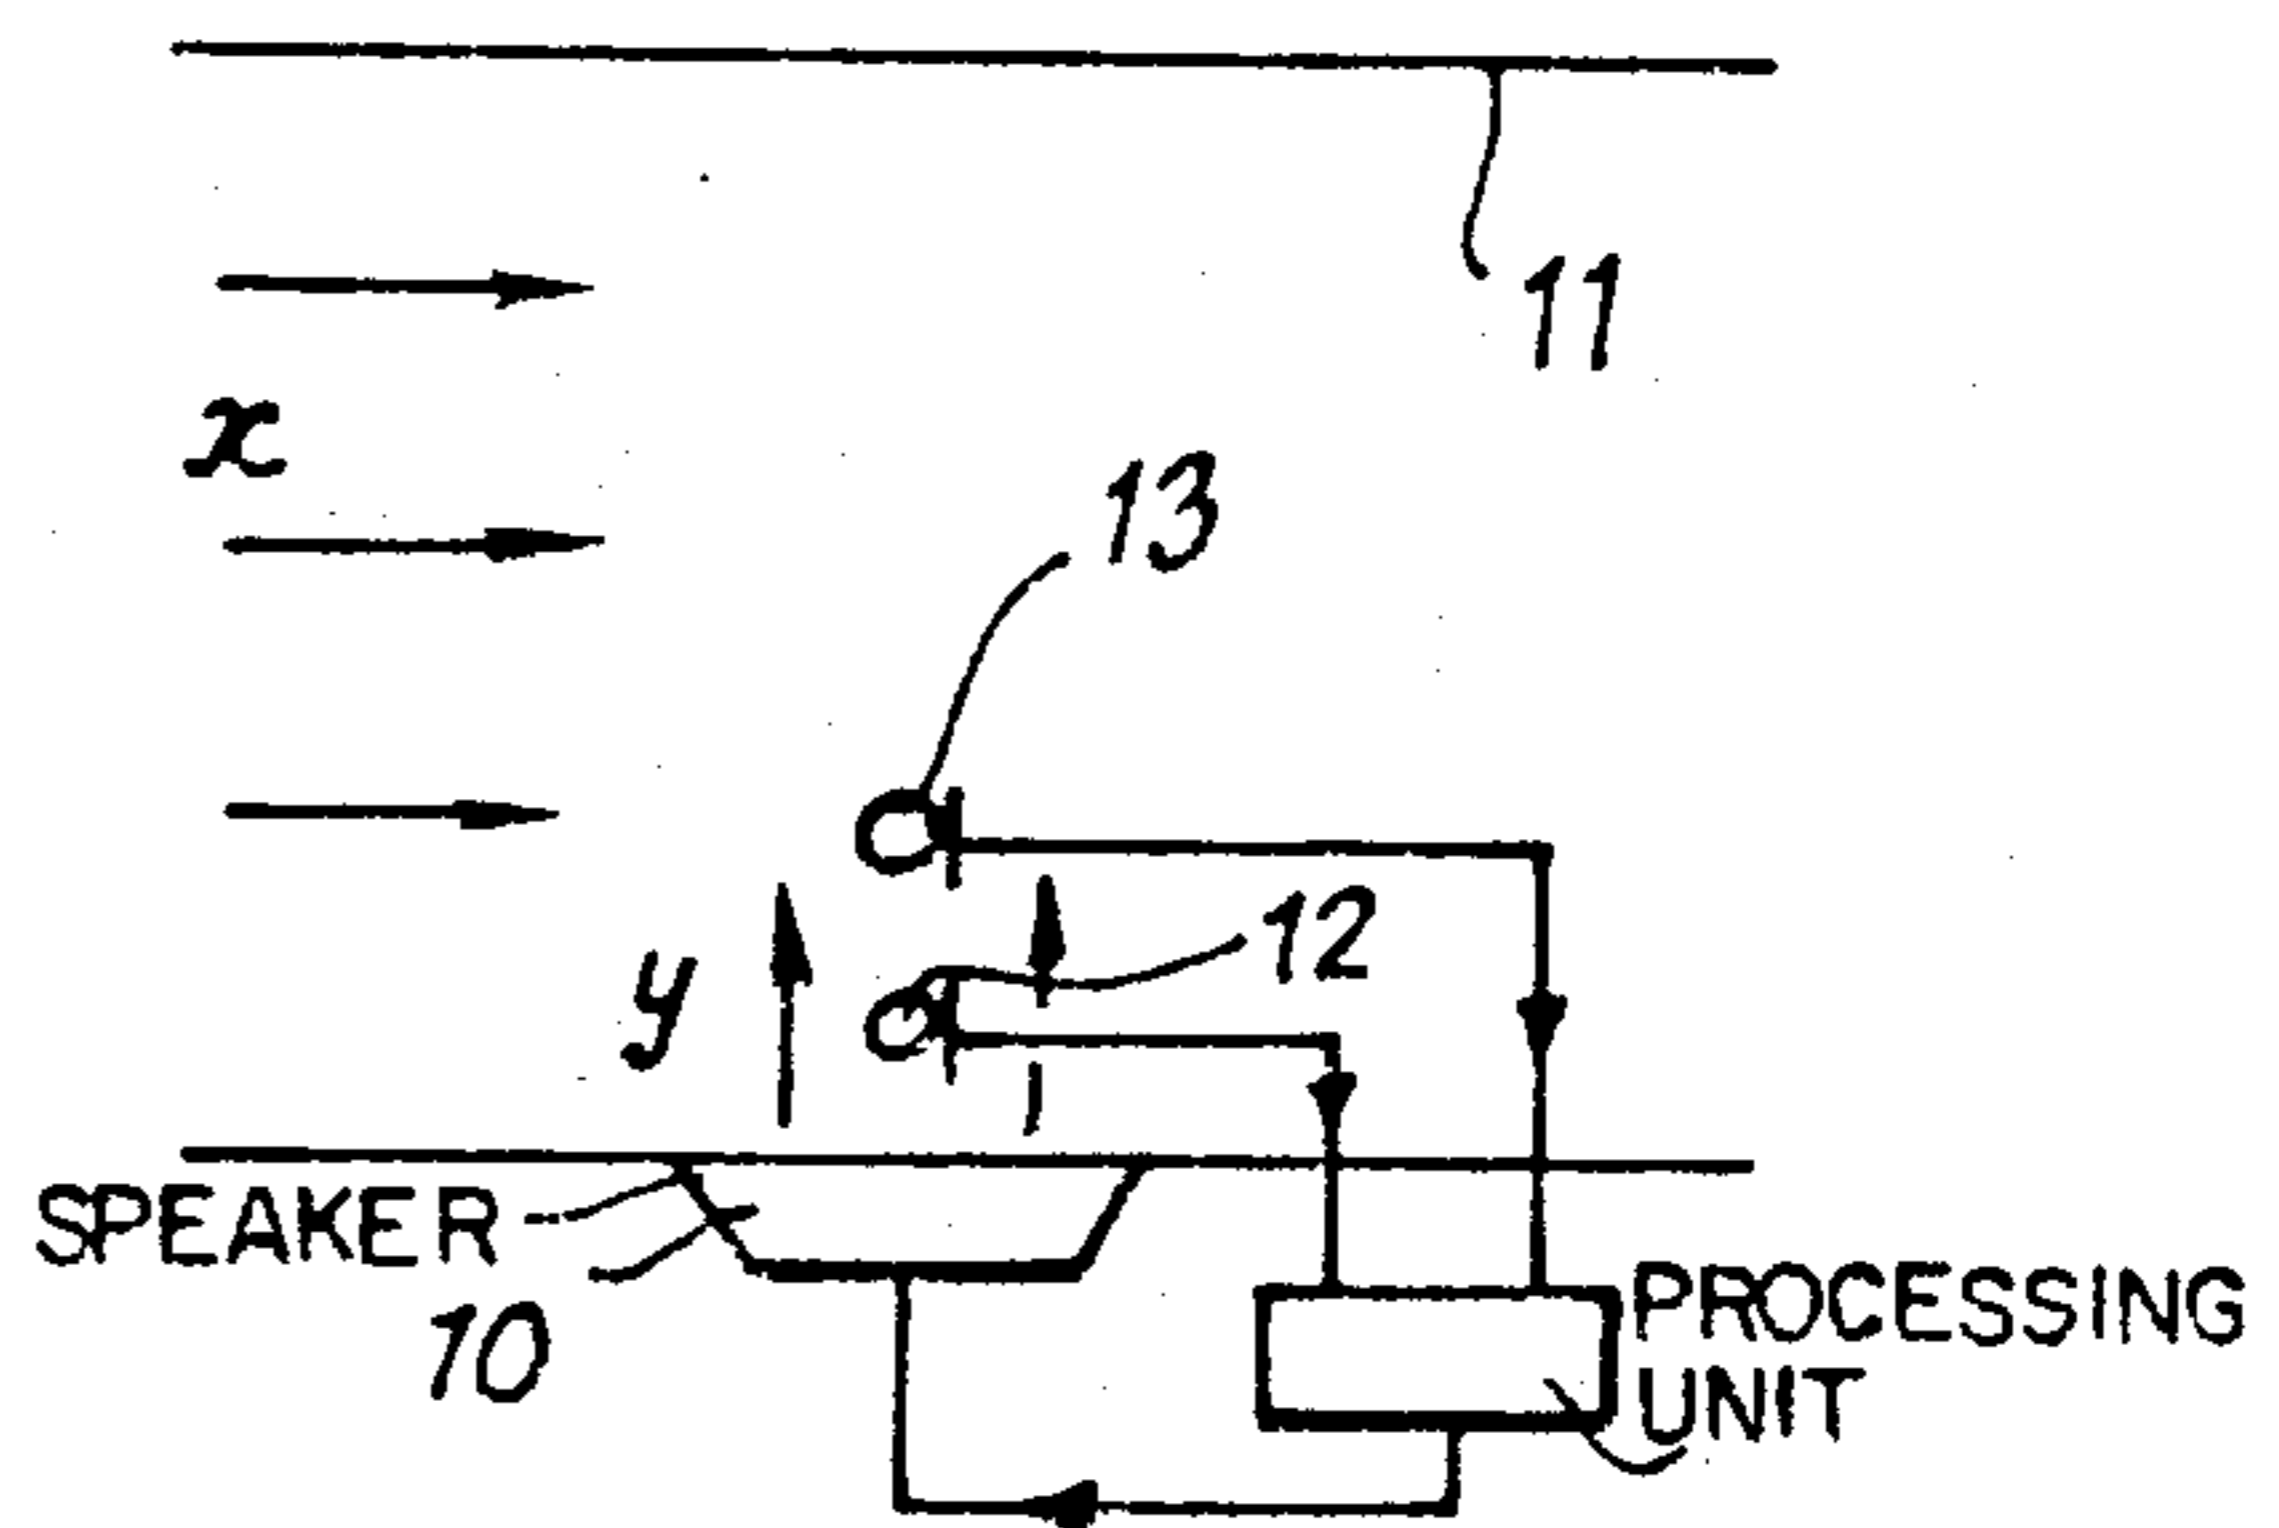 11
x
13
12
y
SPEAKER
10
PROCESSING
UNIT